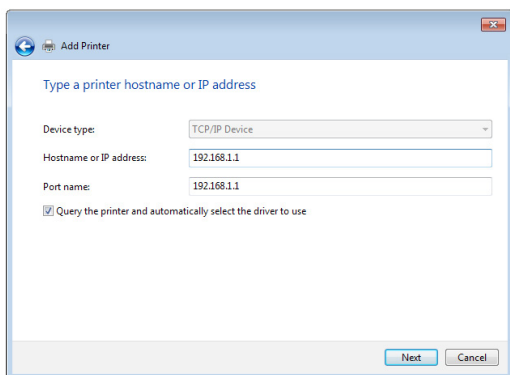 Add Printer
Type a printer hostname or IP address
Device type: TCP/IP Device
Hostname or IP address: 192.168.1.1
Port name: 192.168.1.1
Query the printer and automatically select the driver to use
Next Cancel